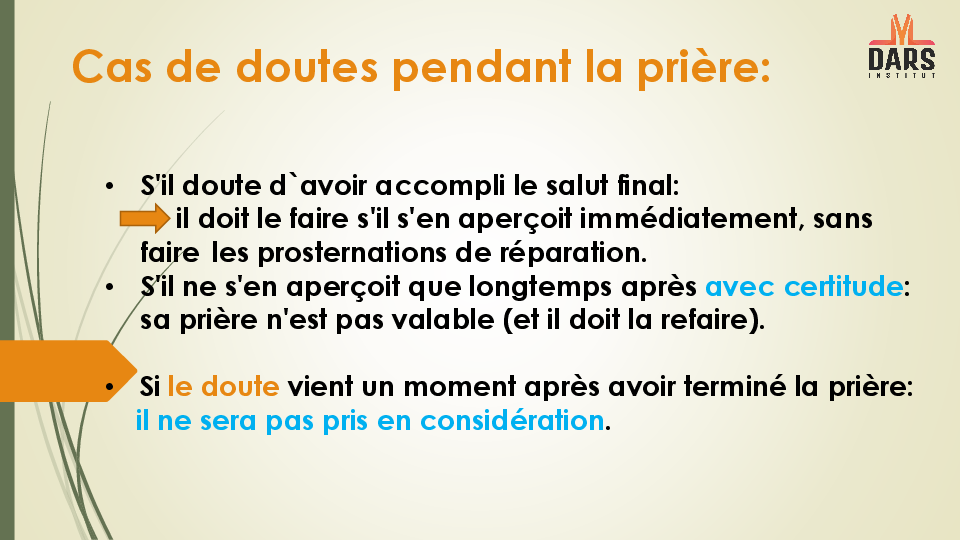 Cas de doutes pendant la prière:
DARS
INSTITUT
• S'il doute d`avoir accompli le salut final:
il doit le faire s'il s'en aperçoit immédiatement, sans
faire les prosternations de réparation.
• S'il ne s'en aperçoit que longtemps après avec certitude:
sa prière n'est pas valable (et il doit la refaire).
• Si le doute vient un moment après avoir terminé la prière:
il ne sera pas pris en considération.